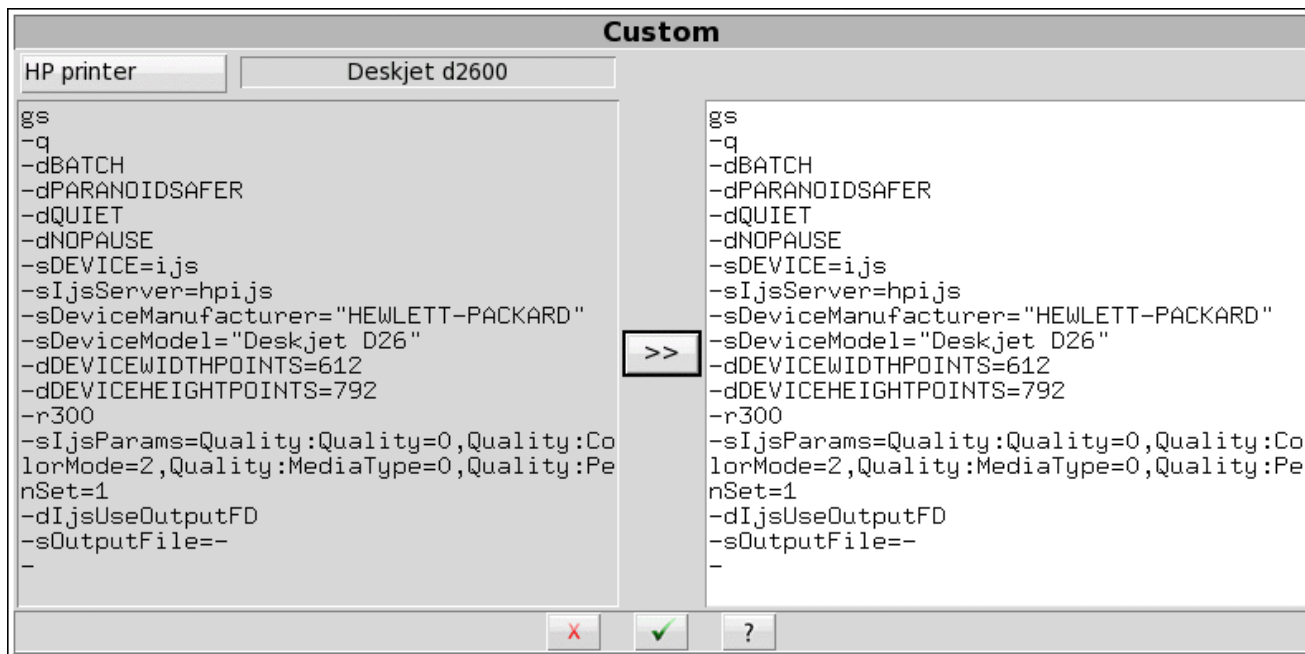 Custom
HP printer
Deskjet d2600
gs
-q
-dBATCH
-dPARANOIDSAFER
-dQUIET
-dNOPAUSE
-sDEVICE=ijs
-sIjsServer=hpijs
-sDeviceManufacturer="HEWLETT-PACKARD"
-sDeviceModel="Deskjet D26"
-dDEVICEWIDTHPOINTS=612
-dDEVICEHEIGHTPOINTS=792
-r300
-sIjsParams=Quality:Quality=0,Quality:Co
lorMode=2,Quality:MediaType=0,Quality:Pe
nSet=1
-dIjsUseOutputFD
-sOutputFile=-
-
>>
gs
-q
-dBATCH
-dPARANOIDSAFER
-dQUIET
-dNOPAUSE
-sDEVICE=ijs
-sIjsServer=hpijs
-sDeviceManufacturer="HEWLETT-PACKARD"
-sDeviceModel="Deskjet D26"
-dDEVICEWIDTHPOINTS=612
-dDEVICEHEIGHTPOINTS=792
-r300
-sIjsParams=Quality:Quality=0,Quality:Co
lorMode=2,Quality:MediaType=0,Quality:Pe
nSet=1
-dIjsUseOutputFD
-sOutputFile=-
-
X ✓ ?